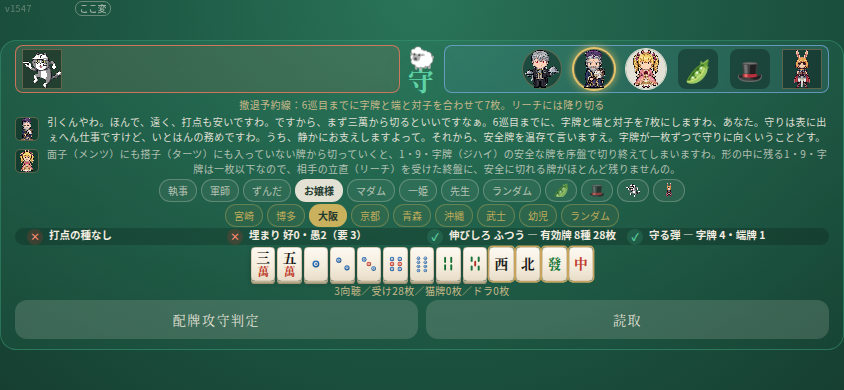 v1547 ここ変
守
撤退予約線：6巡目までに字牌と端と対子を合わせて7枚。リーチには降り切る
引くんやわ。ほんで、遠く、打点も安いですわ。ですから、まず三萬から切るといいですなぁ。6巡目までに、字牌と端と対子を7枚にしますわ、あなた。守りは表に出
ぇへん仕事ですけど、いとはんの務めですわ。うち、静かにお支えしますよって。それから、安全牌を温存て言いますえ。字牌が一枚ずつで守りに向くいうことどす。
面子（メンツ）にも搭子（ターツ）にも入っていない牌から切っていくと、1・9・字牌（ジハイ）の安全な牌を序盤で切り終えてしまいますわ。形の中に残る1・9・字
牌は一枚以下なので、相手の立直（リーチ）を受けた終盤に、安全に切れる牌がほとんど残りませんの。
執事 軍師 ずんだ お嬢様 マダム 一姫 先生 ランダム
宮崎 博多 大阪 京都 青森 沖縄 武士 幼児 ランダム
× 打点の種なし × 埋まり 好0・愚2（要 3） ✓ 伸びしろ ふつう — 有効牌 8種 28枚 ✓ 守る弾 — 字牌 4・端牌 1
三萬 五萬 西 北 發 中
3向聴／受け28枚／猫牌0枚／ドラ0枚
配牌攻守判定 読取